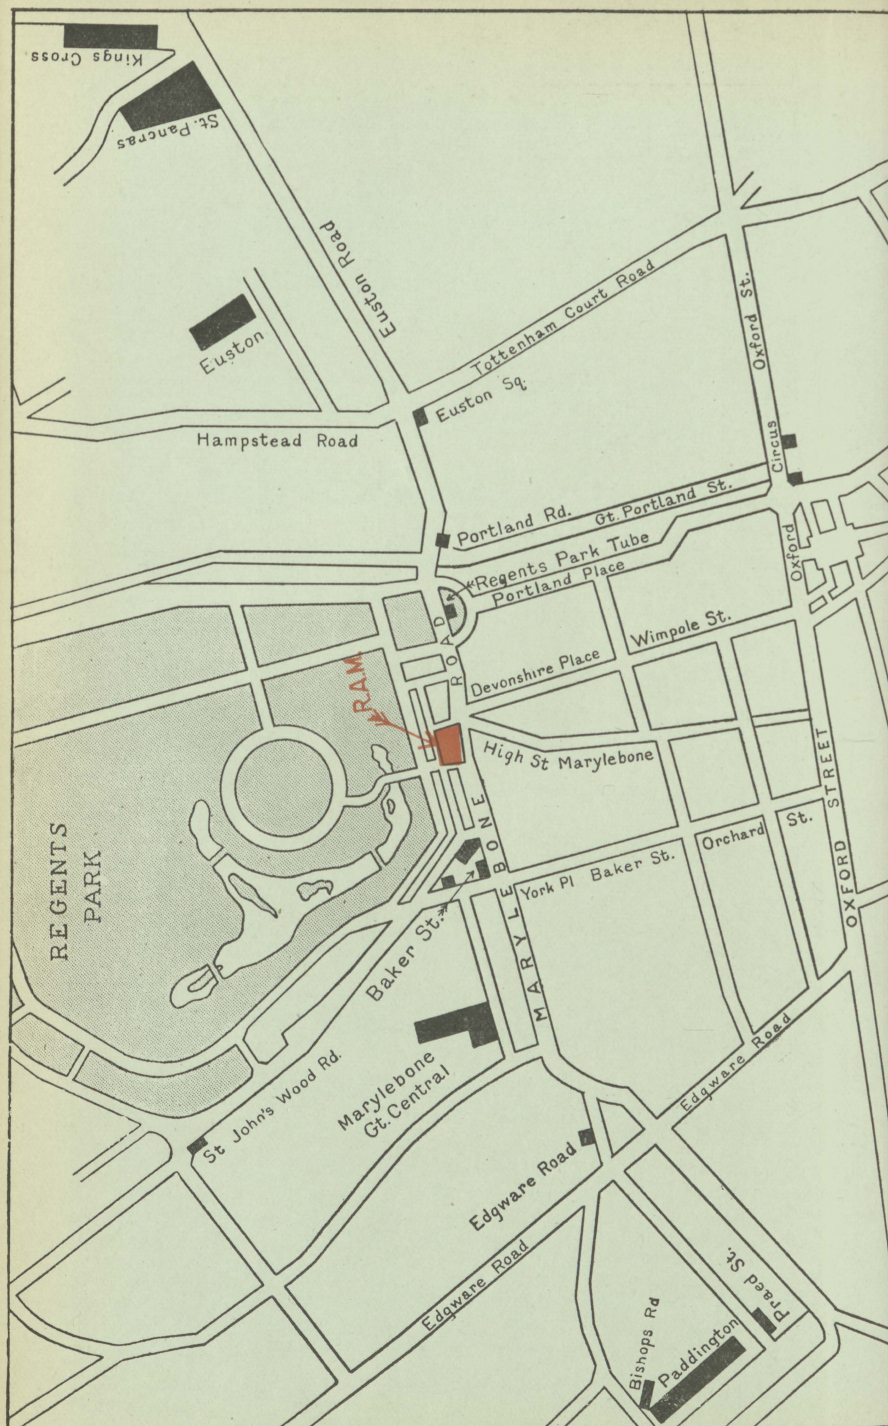 Kings Cross
St. Pancras
Euston Road
Euston
Tottenham Court Road
Oxford St.
Euston Sq.
Hampstead Road
Circus
Portland Rd.
Gt. Portland St.
Regents Park Tube
Portland Place
Oxford
Wimpole St.
Devonshire Place
R.A.M.
High St Marylebone
REGENTS
PARK
MARYLEBONE ROAD
Baker St.
York Pl
Baker St.
Orchard St.
OXFORD STREET
Marylebone
Gt. Central
St John's Wood Rd.
Edgware Road
Edgware Road
Edgware Road
Praed St.
Bishops Rd
Paddington